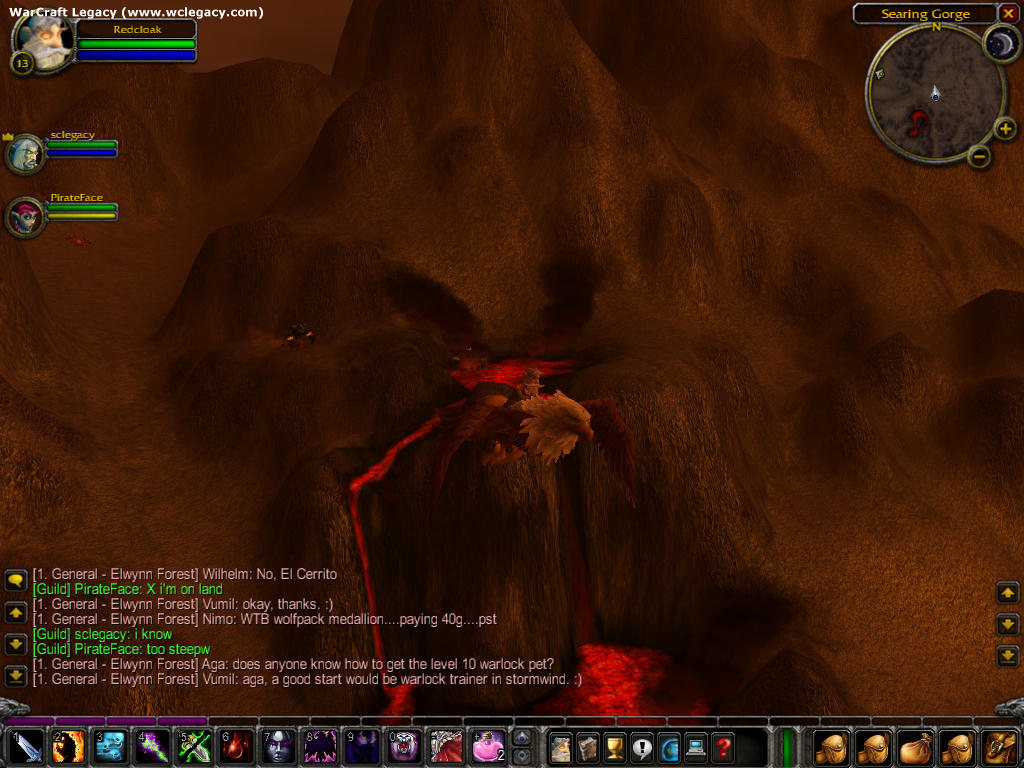 WarCraft Legacy (www.wclegacy.com)
Redcloak
13
Searing Gorge
N
sclegacy
PirateFace
[1. General - Elwynn Forest] Wilhelm: No, El Cerrito
[Guild] PirateFace: X i'm on land
[1. General - Elwynn Forest] Vumil: okay, thanks. :)
[1. General - Elwynn Forest] Nimo: WTB wolfpack medallion....paying 40g....pst
[Guild] sclegacy: i know
[Guild] PirateFace: too steepw
[1. General - Elwynn Forest] Aga: does anyone know how to get the level 10 warlock pet?
[1. General - Elwynn Forest] Vumil: aga, a good start would be warlock trainer in stormwind. :)
1 2 3 4 5 6 7 8 9 0 - +
2